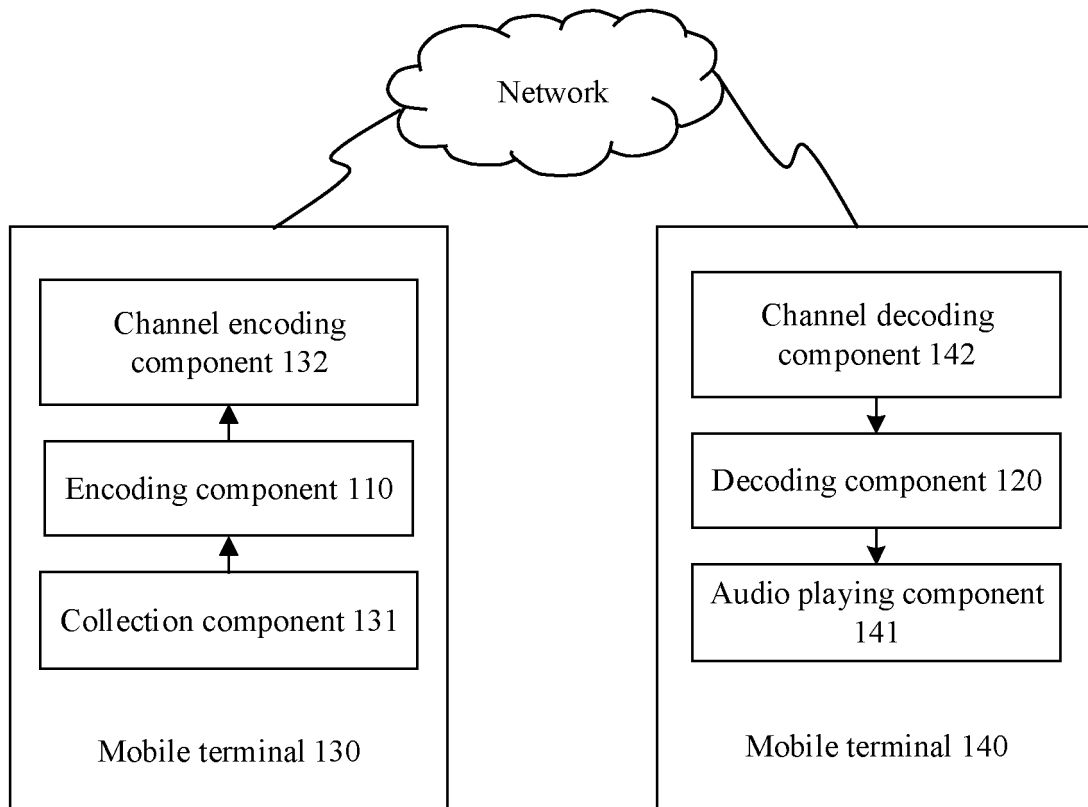 Network
Channel encoding
component 132
Encoding component 110
Collection component 131
Mobile terminal 130
Channel decoding
component 142
Decoding component 120
Audio playing component
141
Mobile terminal 140